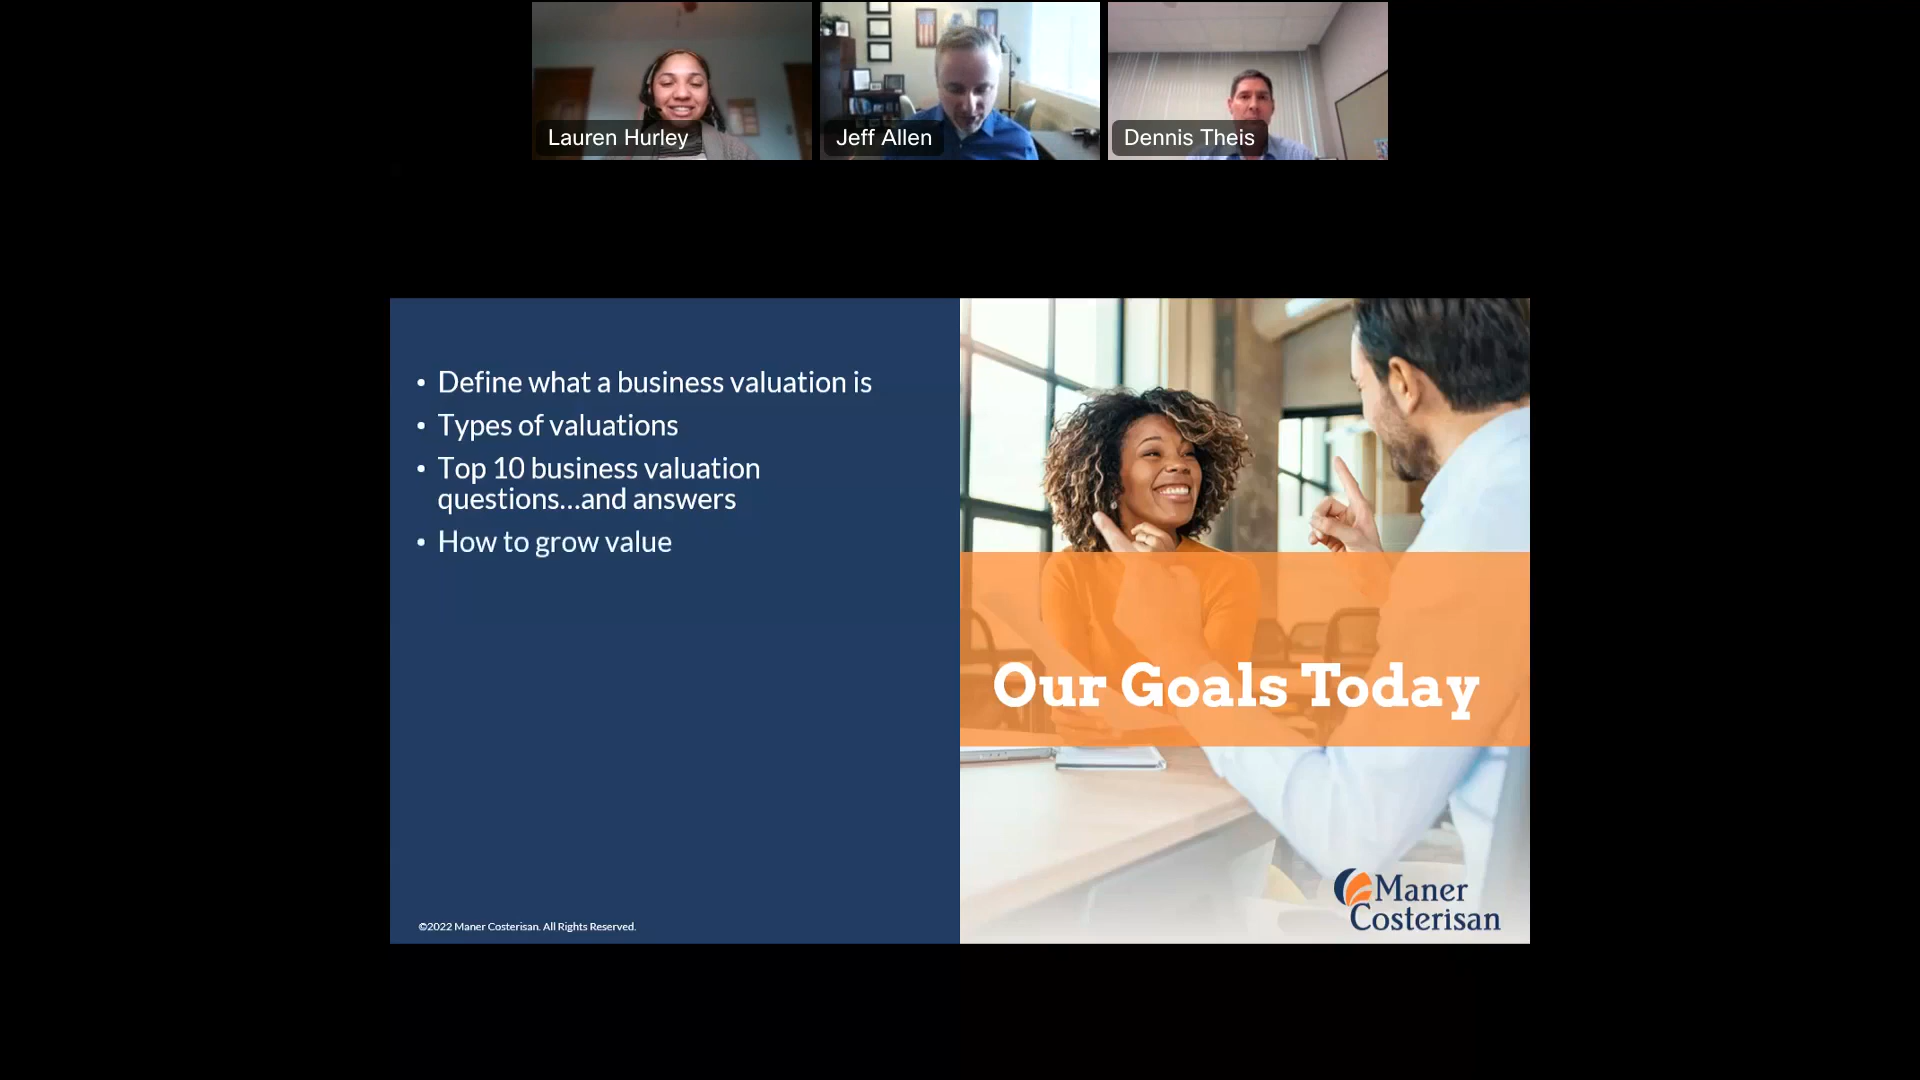 Lauren Hurley
Jeff Allen
Dennis Theis
• Define what a business valuation is
• Types of valuations
• Top 10 business valuation
questions...and answers
• How to grow value
Our Goals Today
©2022 Maner Costerisan. All Rights Reserved.
Maner
Costerisan